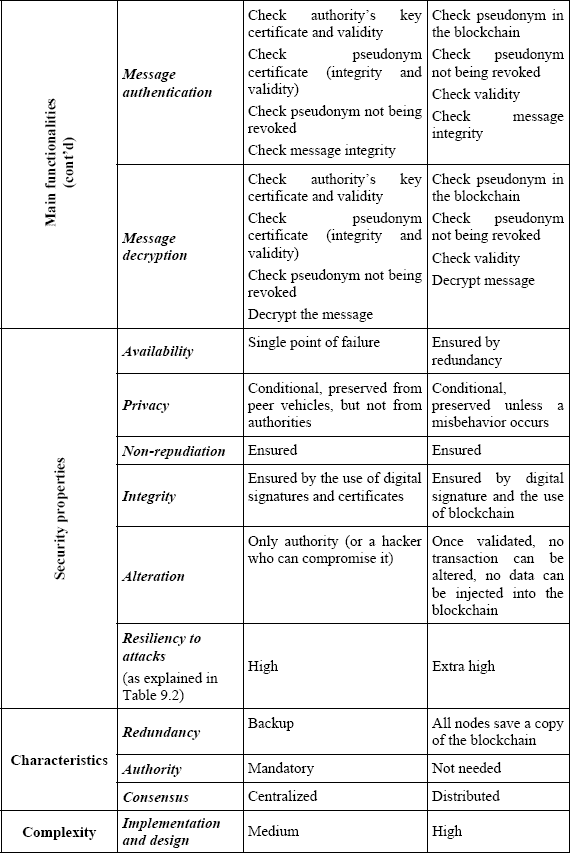 Main functionalities
(cont’d)
Message
authentication
Check authority’s key
certificate and validity
Check pseudonym
certificate (integrity and
validity)
Check pseudonym not being
revoked
Check message integrity
Check pseudonym in
the blockchain
Check pseudonym
not being revoked
Check validity
Check message
integrity
Message
decryption
Check authority’s key
certificate and validity
Check pseudonym
certificate (integrity and
validity)
Check pseudonym not being
revoked
Decrypt the message
Check pseudonym in
the blockchain
Check pseudonym
not being revoked
Check validity
Decrypt message
Security properties
Availability
Single point of failure
Ensured by
redundancy
Privacy
Conditional, preserved from
peer vehicles, but not from
authorities
Conditional,
preserved unless a
misbehavior occurs
Non-repudiation
Ensured
Ensured
Integrity
Ensured by the use of digital
signatures and certificates
Ensured by digital
signature and the use
of blockchain
Alteration
Only authority (or a hacker
who can compromise it)
Once validated, no
transaction can be
altered, no data can
be injected into the
blockchain
Resiliency to
attacks
(as explained in
Table 9.2)
High
Extra high
Characteristics
Redundancy
Backup
All nodes save a copy
of the blockchain
Authority
Mandatory
Not needed
Consensus
Centralized
Distributed
Complexity
Implementation
and design
Medium
High